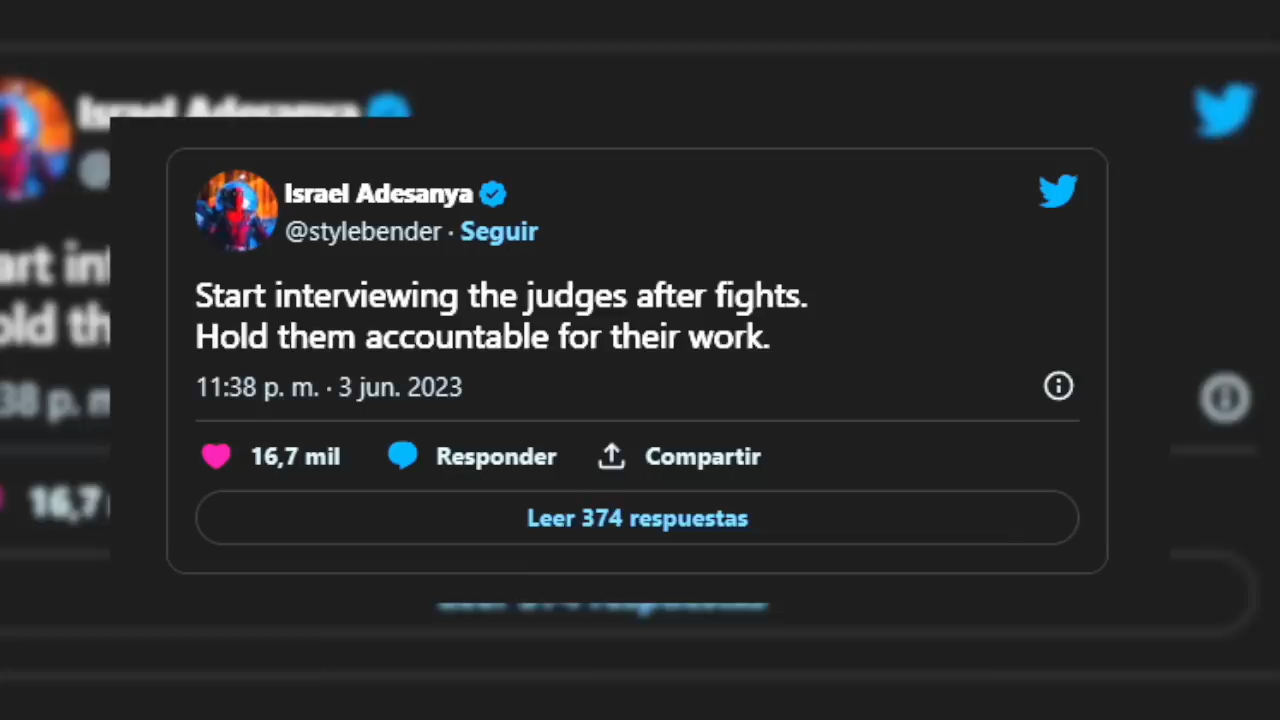 Israel Adesanya
@stylebender · Seguir
Start interviewing the judges after fights.
Hold them accountable for their work.
11:38 p. m. · 3 jun. 2023
16,7 mil Responder Compartir
Leer 374 respuestas